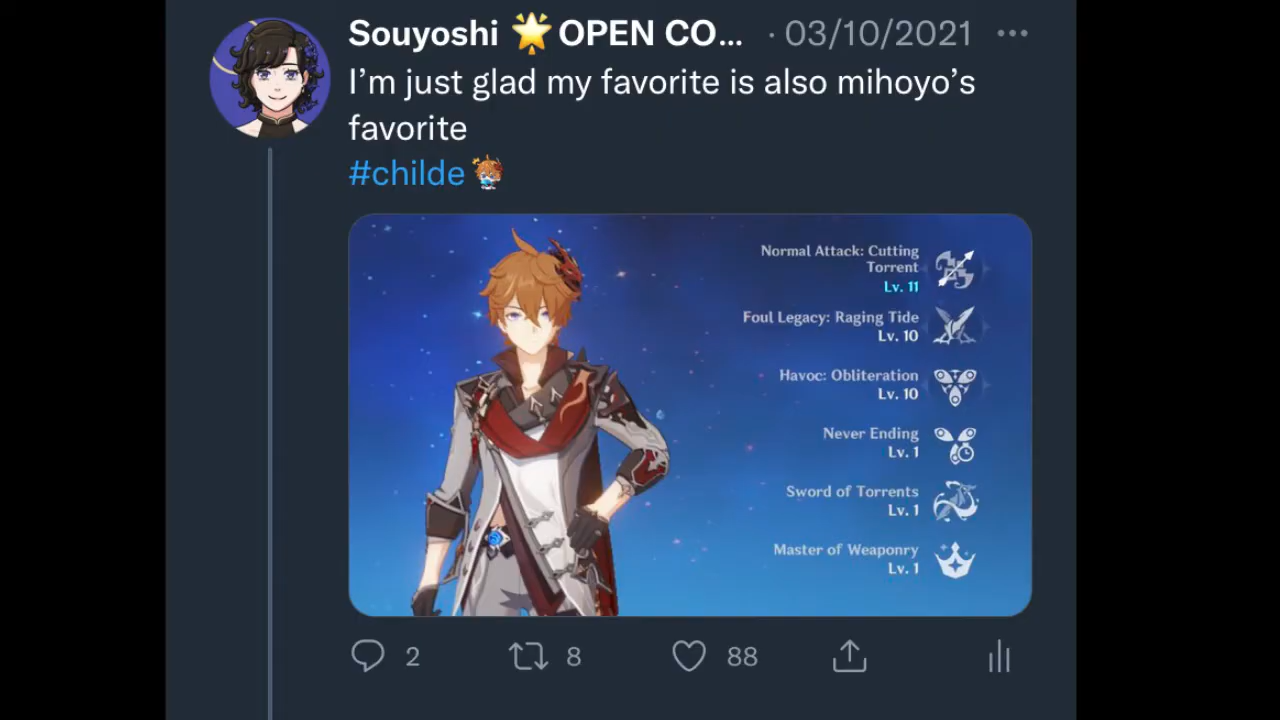 Souyoshi 🌟OPEN CO... · 03/10/2021
I’m just glad my favorite is also mihoyo’s
favorite
#childe
Normal Attack: Cutting
Torrent
Lv. 11
Foul Legacy: Raging Tide
Lv. 10
Havoc: Obliteration
Lv. 10
Never Ending
Lv. 1
Sword of Torrents
Lv. 1
Master of Weaponry
Lv. 1
2 8 88